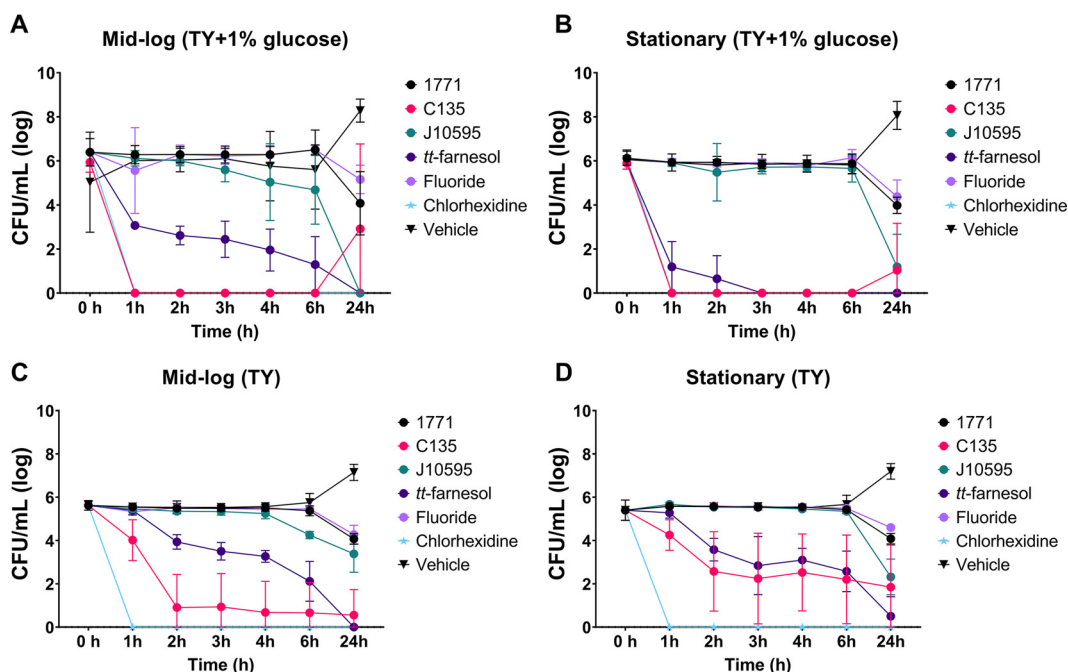 A
Mid-log (TY+1% glucose)
CFU/mL (log)
10
8
6
4
2
0
0 h
1h
2h
3h
4h
6h
24h
Time (h)
1771
C135
J10595
tt-farnesol
Fluoride
Chlorhexidine
Vehicle
B
Stationary (TY+1% glucose)
CFU/mL (log)
10
8
6
4
2
0
0 h
1h
2h
3h
4h
6h
24h
Time (h)
1771
C135
J10595
tt-farnesol
Fluoride
Chlorhexidine
Vehicle
C
Mid-log (TY)
CFU/mL (log)
10
8
6
4
2
0
0 h
1h
2h
3h
4h
6h
24h
Time (h)
1771
C135
J10595
tt-farnesol
Fluoride
Chlorhexidine
Vehicle
D
Stationary (TY)
CFU/mL (log)
10
8
6
4
2
0
0 h
1h
2h
3h
4h
6h
24h
Time (h)
1771
C135
J10595
tt-farnesol
Fluoride
Chlorhexidine
Vehicle